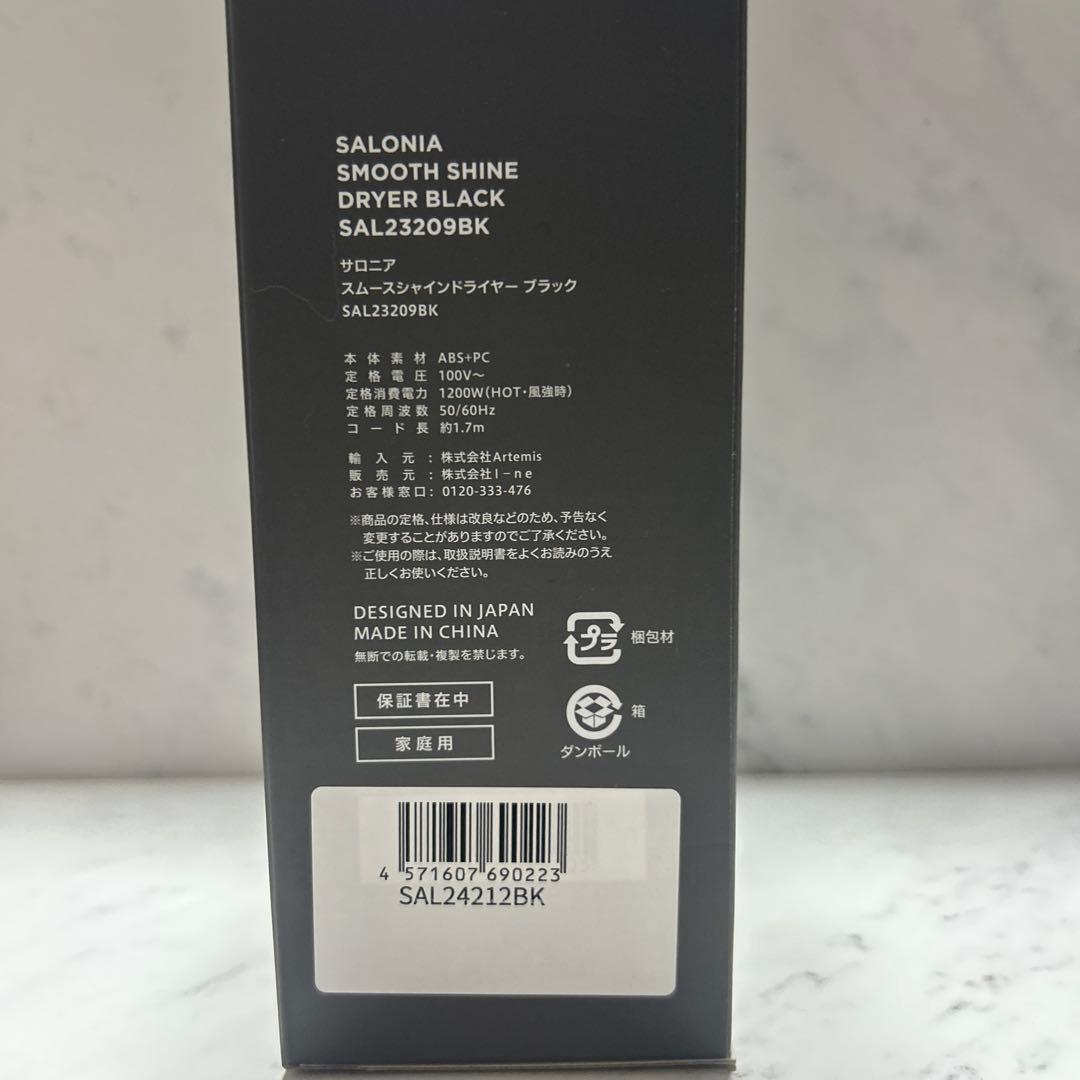 SALONIA
SMOOTH SHINE
DRYER BLACK
SAL23209BK
サロニア
スムースシャインドライヤー ブラック
SAL23209BK
本体素材 ABS+PC
定格電圧 100V～
定格消費電力 1200W(HOT・風強時)
定格周波数 50/60Hz
コード長 約1.7m
輸入元:株式会社Artemis
販売元:株式会社I-ne
お客様窓口:0120-333-476
※商品の定格、仕様は改良などのため、予告なく
変更することがありますのでご了承ください。
※ご使用の際は、取扱説明書をよくお読みのうえ
正しくお使いください。
DESIGNED IN JAPAN
MADE IN CHINA
無断での転載・複製を禁じます。
プラ 梱包材
保証書在中
箱
家庭用
ダンボール
4 571607 690223
SAL24212BK